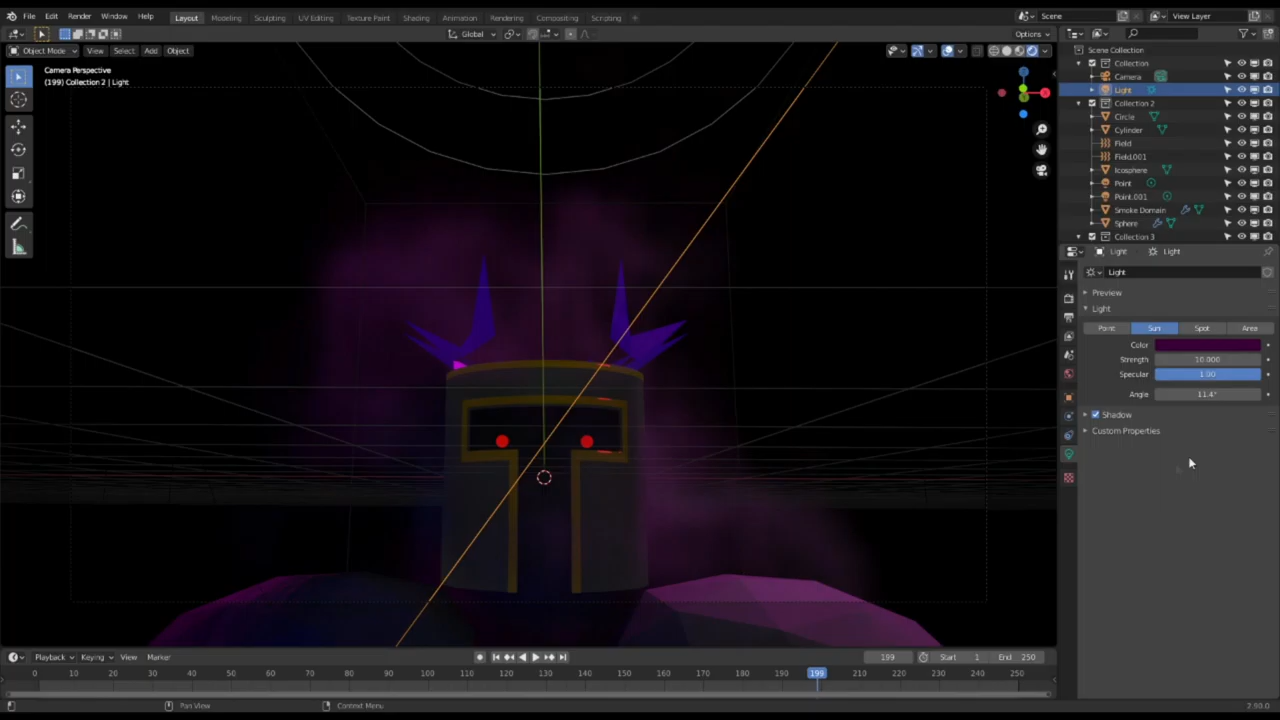 File Edit Render Window Help Layout Modeling Sculpting UV Editing Texture Paint Shading Animation Rendering Compositing Scripting + Scene View Layer
Global Options
Object Mode View Select Add Object
Camera Perspective
(199) Collection 2 | Light
Scene Collection
Collection
Camera
Light
Collection 2
Circle
Cylinder
Field
Field.001
Icosphere
Point
Point.001
Smoke Domain
Sphere
Collection 3
Light Light
Light
Preview
Light
Point Sun Spot Area
Color
Strength 10.000
Specular 1.00
Angle 11.4°
Shadow
Custom Properties
Playback Keying View Marker 199 Start 1 End 250
0 10 20 30 40 50 60 70 80 90 100 110 120 130 140 150 160 170 180 190 199 210 220 230 240 250
Pan View Context Menu 2.90.0